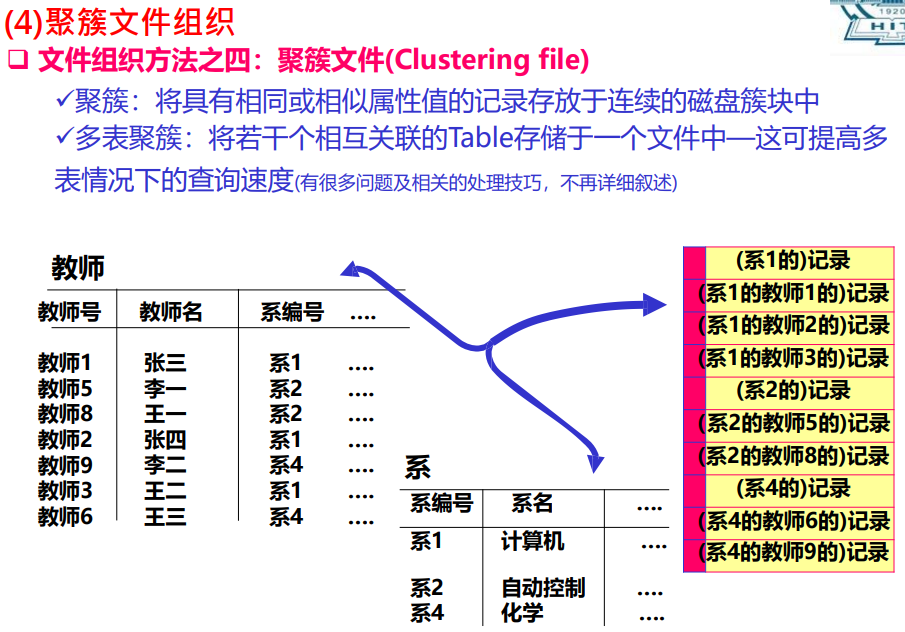 (4)聚簇文件组织
❑ 文件组织方法之四：聚簇文件(Clustering file)
✓聚簇：将具有相同或相似属性值的记录存放于连续的磁盘簇块中
✓多表聚簇：将若干个相互关联的Table存储于一个文件中—这可提高多
表情况下的查询速度(有很多问题及相关的处理技巧，不再详细叙述)
1920
HIT
教师
教师号 教师名 系编号 ....
教师1 张三 系1 ....
教师5 李一 系2 ....
教师8 王一 系2 ....
教师2 张四 系1 ....
教师9 李二 系4 ....
教师3 王二 系1 ....
教师6 王三 系4 ....
系
系编号 系名 ....
系1 计算机 ....
系2 自动控制 ....
系4 化学 ....
(系1的)记录
(系1的教师1的)记录
(系1的教师2的)记录
(系1的教师3的)记录
(系2的)记录
(系2的教师5的)记录
(系2的教师8的)记录
(系4的)记录
(系4的教师6的)记录
(系4的教师9的)记录